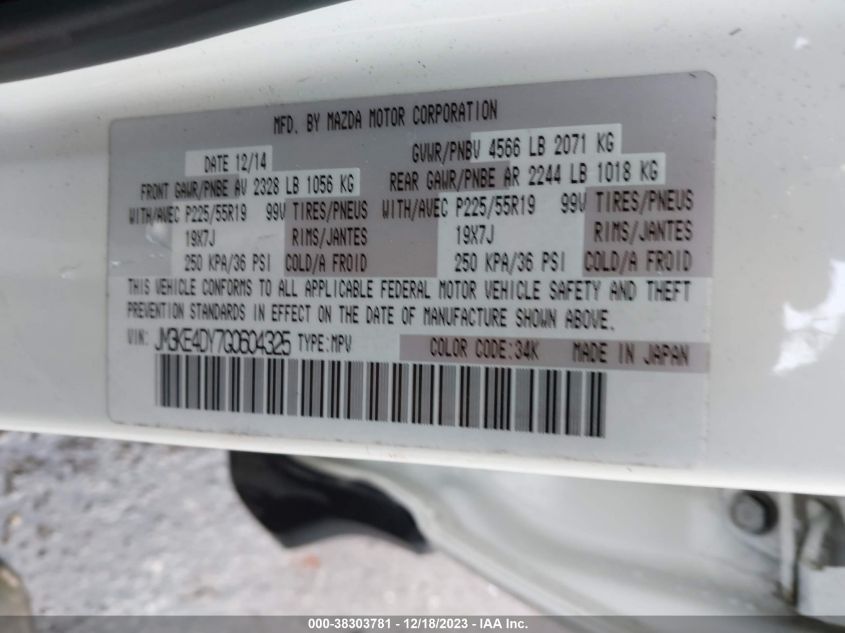 MFD. BY MAZDA MOTOR CORPORATION
DATE 12/14 GVWR/PNBV 4566 LB 2071 KG
FRONT GAWR/PNBE AV 2328 LB 1056 KG REAR GAWR/PNBE AR 2244 LB 1018 KG
WITH/AVEC P225/55R19 99V TIRES/PNEUS WITH/AVEC P225/55R19 99V TIRES/PNEUS
19X7J RIMS/JANTES 19X7J RIMS/JANTES
250 KPA/36 PSI COLD/A FROID 250 KPA/36 PSI COLD/A FROID
THIS VEHICLE CONFORMS TO ALL APPLICABLE FEDERAL MOTOR VEHICLE SAFETY AND THEFT
PREVENTION STANDARDS IN EFFECT ON THE DATE OF MANUFACTURE SHOWN ABOVE.
VIN: JM3KE4DY7G0604325 TYPE:MPV COLOR CODE:34K MADE IN JAPAN
000-38303781 - 12/18/2023 - IAA Inc.